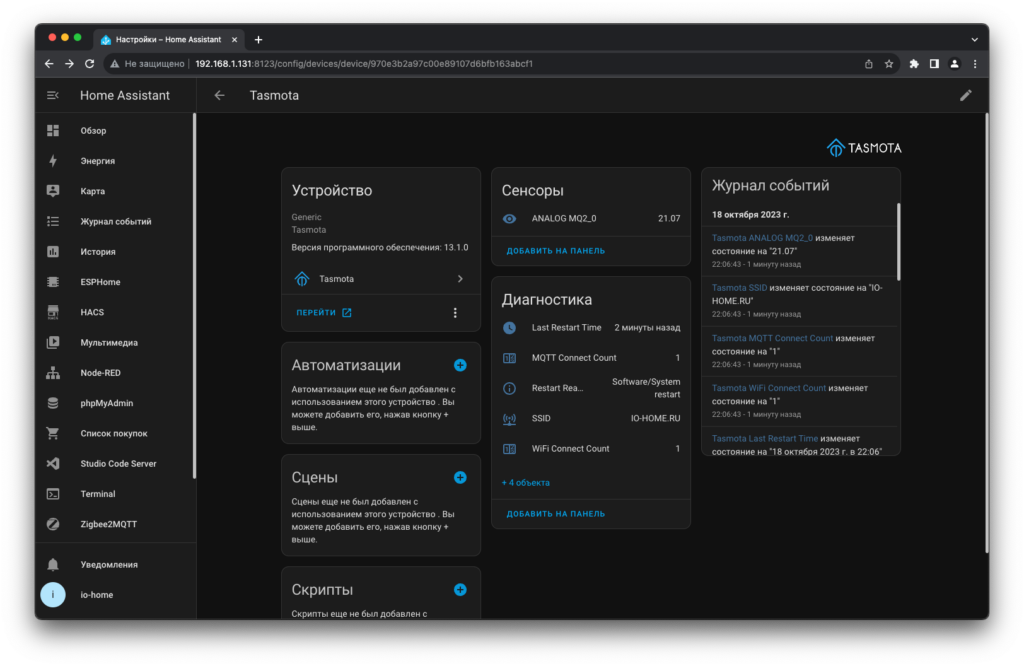 Настройки – Home Assistant
Не защищено
192.168.1.131:8123/config/devices/device/970e3b2a97c00e89107d6bfb163abcf1
Home Assistant
Обзор
Энергия
Карта
Журнал событий
История
ESPHome
HACS
Мультимедиа
Node-RED
phpMyAdmin
Список покупок
Studio Code Server
Terminal
Zigbee2MQTT
Уведомления
i
io-home
Tasmota
TASMOTA
Устройство
Generic
Tasmota
Версия программного обеспечения: 13.1.0
Tasmota
ПЕРЕЙТИ
Автоматизации
Автоматизации еще не был добавлен с
использованием этого устройство . Вы
можете добавить его, нажав кнопку +
выше.
Сцены
Сцены еще не был добавлен с
использованием этого устройство . Вы
можете добавить его, нажав кнопку +
выше.
Скрипты
Скрипты еще не был добавлен с
Сенсоры
ANALOG MQ2_0 21.07
ДОБАВИТЬ НА ПАНЕЛЬ
Диагностика
Last Restart Time 2 минуты назад
MQTT Connect Count 1
Restart Rea... Software/System
restart
SSID IO-HOME.RU
WiFi Connect Count 1
+ 4 объекта
ДОБАВИТЬ НА ПАНЕЛЬ
Журнал событий
18 октября 2023 г.
Tasmota ANALOG MQ2_0 изменяет
состояние на "21.07"
22:06:43 - 1 минуту назад
Tasmota SSID изменяет состояние на "IO-
HOME.RU"
22:06:43 - 1 минуту назад
Tasmota MQTT Connect Count изменяет
состояние на "1"
22:06:43 - 1 минуту назад
Tasmota WiFi Connect Count изменяет
состояние на "1"
22:06:43 - 1 минуту назад
Tasmota Last Restart Time изменяет
состояние на "18 октября 2023 г. в 22:06"